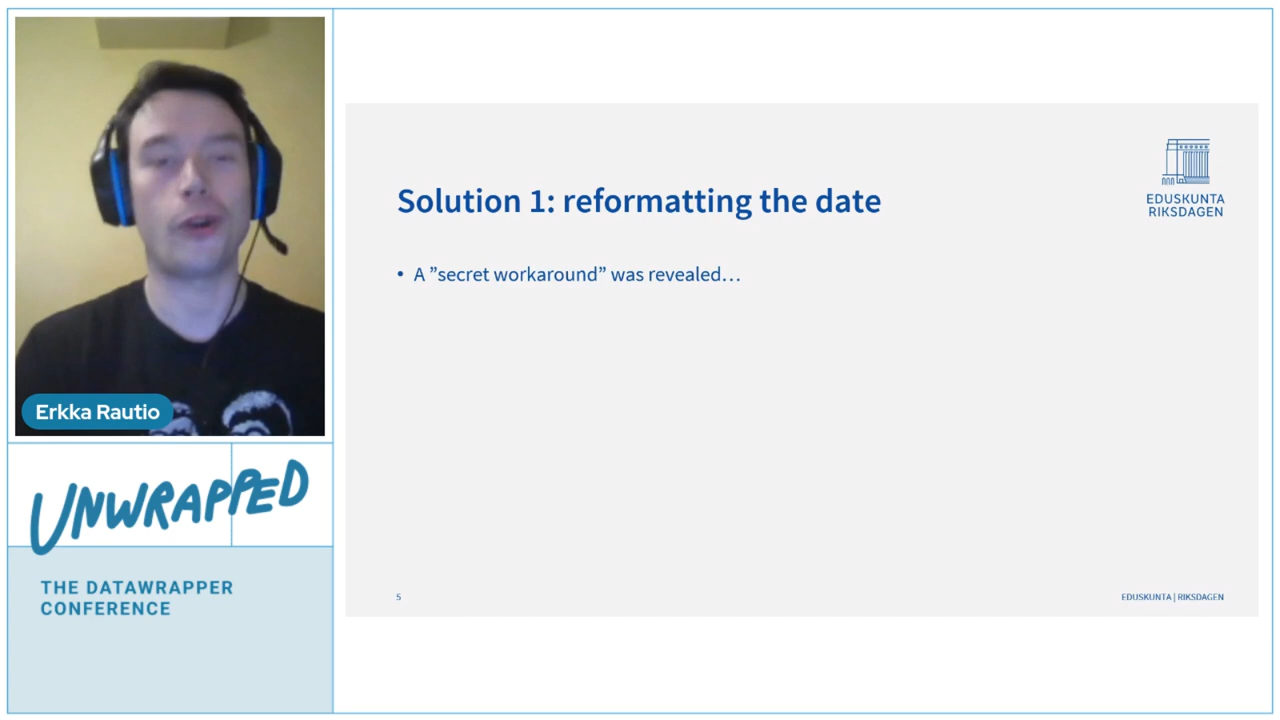 Erkka Rautio
UNWRAPPED
THE DATAWRAPPER
CONFERENCE
Solution 1: reformatting the date
• A ”secret workaround” was revealed…
EDUSKUNTA
RIKSDAGEN
5
EDUSKUNTA | RIKSDAGEN